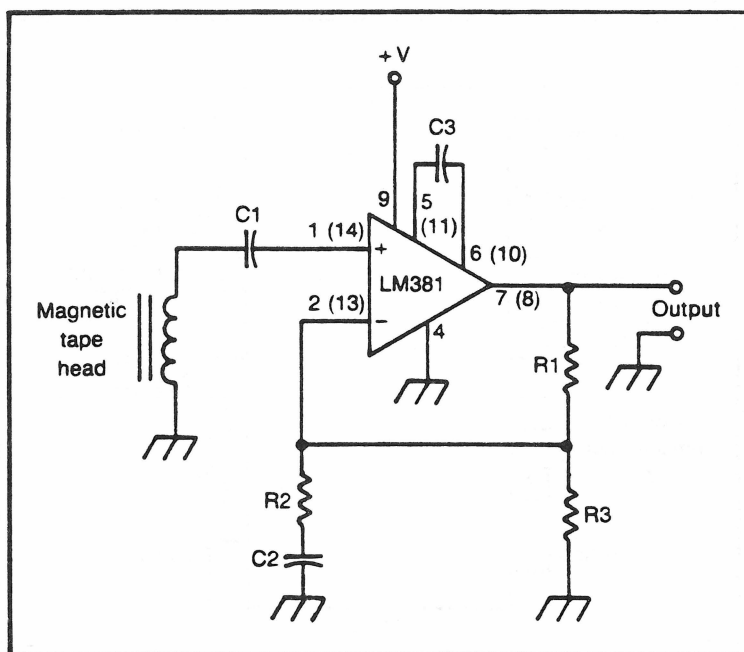 +V
C3
9
5
(11)
C1
1 (14)
+
6 (10)
LM381
7 (8)
2 (13)
−
4
Magnetic
tape
head
Output
R1
R2
R3
C2